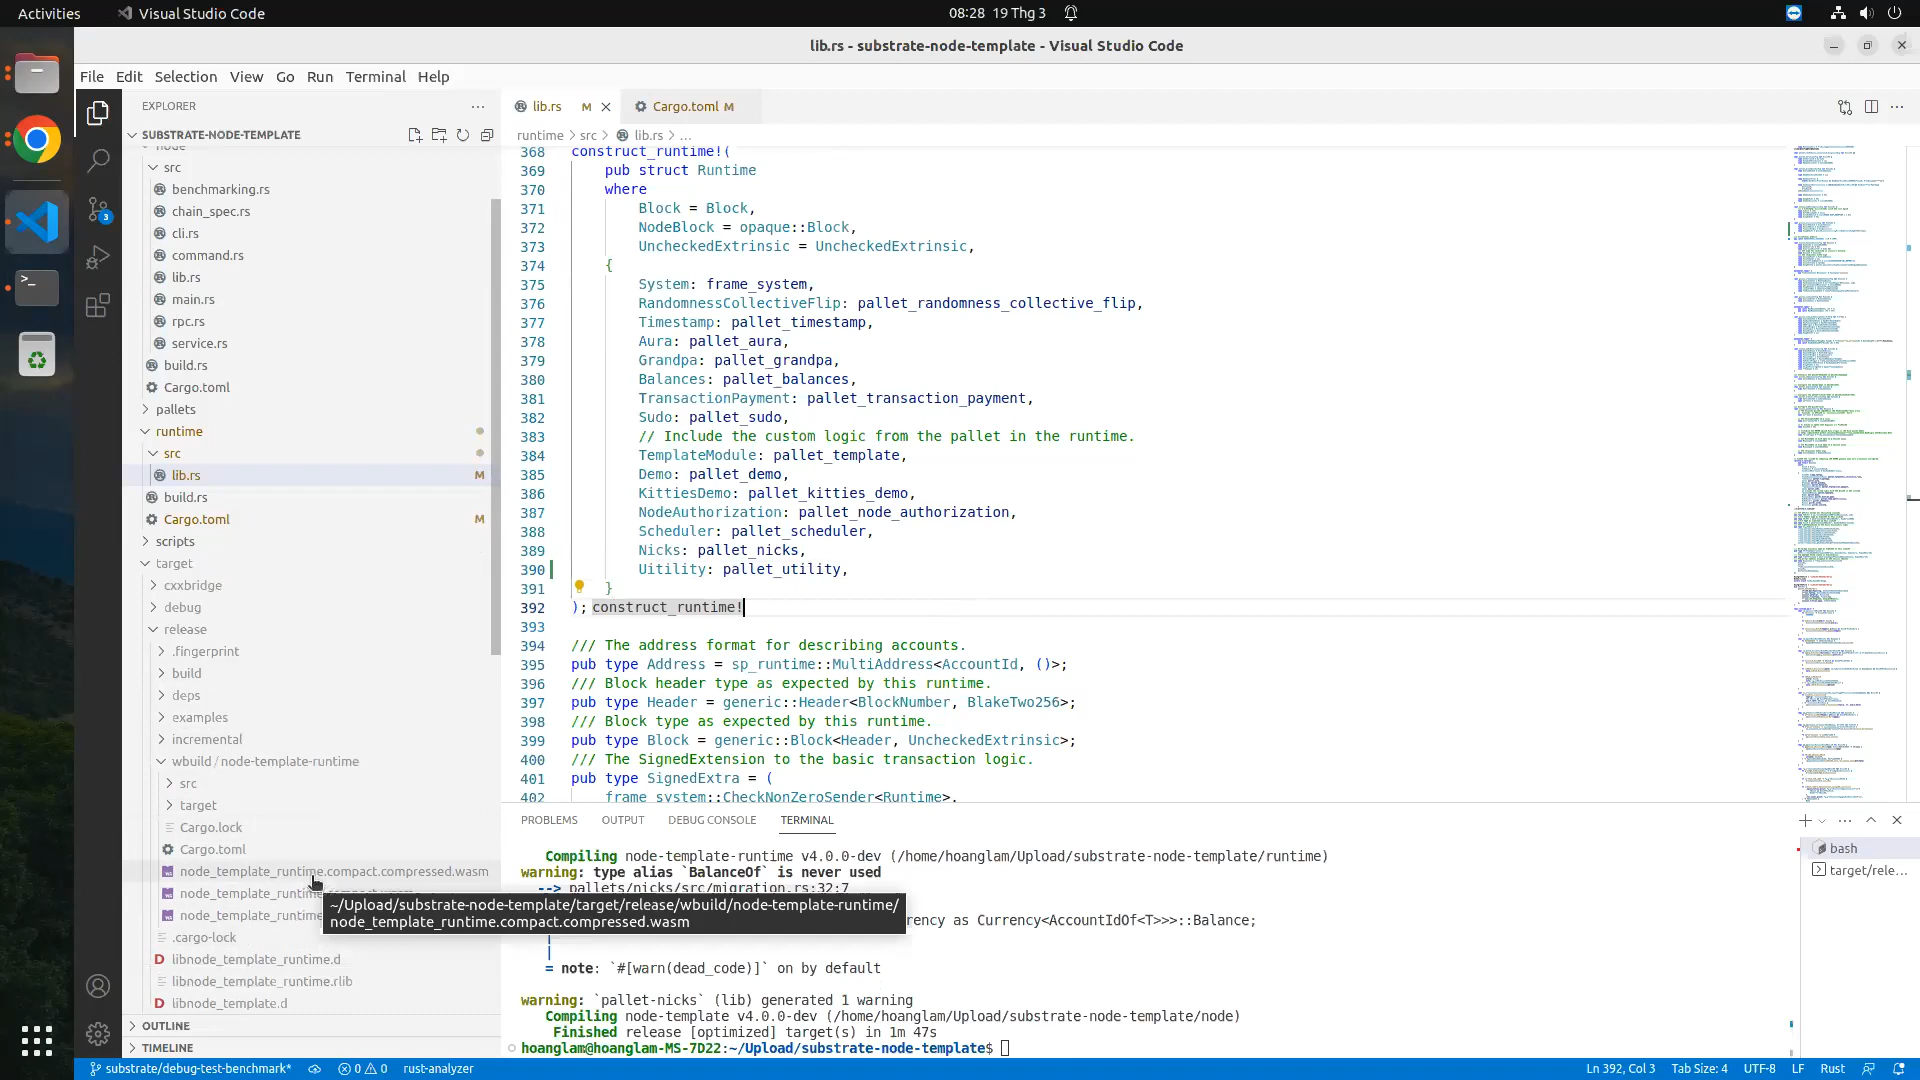 Activities
Visual Studio Code
08:28 19 Thg 3
lib.rs - substrate-node-template - Visual Studio Code
File Edit Selection View Go Run Terminal Help
EXPLORER
SUBSTRATE-NODE-TEMPLATE
node
src
benchmarking.rs
chain_spec.rs
cli.rs
command.rs
lib.rs
main.rs
rpc.rs
service.rs
build.rs
Cargo.toml
pallets
runtime
src
lib.rs M
build.rs
Cargo.toml M
scripts
target
cxxbridge
debug
release
.fingerprint
build
deps
examples
incremental
wbuild / node-template-runtime
src
target
Cargo.lock
Cargo.toml
node_template_runtime.compact.compressed.wasm
node_template_runtime.compact.wasm
node_template_runtime
.cargo-lock
libnode_template_runtime.d
libnode_template_runtime.rlib
libnode_template.d
OUTLINE
TIMELINE
3
lib.rs M
Cargo.toml M
runtime > src > lib.rs > ...
368 construct_runtime!(
369 pub struct Runtime
370 where
371 Block = Block,
372 NodeBlock = opaque::Block,
373 UncheckedExtrinsic = UncheckedExtrinsic,
374 {
375 System: frame_system,
376 RandomnessCollectiveFlip: pallet_randomness_collective_flip,
377 Timestamp: pallet_timestamp,
378 Aura: pallet_aura,
379 Grandpa: pallet_grandpa,
380 Balances: pallet_balances,
381 TransactionPayment: pallet_transaction_payment,
382 Sudo: pallet_sudo,
383 // Include the custom logic from the pallet in the runtime.
384 TemplateModule: pallet_template,
385 Demo: pallet_demo,
386 KittiesDemo: pallet_kitties_demo,
387 NodeAuthorization: pallet_node_authorization,
388 Scheduler: pallet_scheduler,
389 Nicks: pallet_nicks,
390 Uitility: pallet_utility,
391 }
392 ); construct_runtime!
393
394 /// The address format for describing accounts.
395 pub type Address = sp_runtime::MultiAddress<AccountId, ()>;
396 /// Block header type as expected by this runtime.
397 pub type Header = generic::Header<BlockNumber, BlakeTwo256>;
398 /// Block type as expected by this runtime.
399 pub type Block = generic::Block<Header, UncheckedExtrinsic>;
400 /// The SignedExtension to the basic transaction logic.
401 pub type SignedExtra = (
402 frame_system::CheckNonZeroSender<Runtime>,
PROBLEMS OUTPUT DEBUG CONSOLE TERMINAL
Compiling node-template-runtime v4.0.0-dev (/home/hoanglam/Upload/substrate-node-template/runtime)
warning: type alias `BalanceOf` is never used
--> pallets/nicks/src/migration.rs:32:7
~/Upload/substrate-node-template/target/release/wbuild/node-template-runtime/
node_template_runtime.compact.compressed.wasm
rency as Currency<AccountIdOf<T>>>::Balance;
|
|
= note: `#[warn(dead_code)]` on by default
warning: `pallet-nicks` (lib) generated 1 warning
Compiling node-template v4.0.0-dev (/home/hoanglam/Upload/substrate-node-template/node)
Finished release [optimized] target(s) in 1m 47s
hoanglam@hoanglam-MS-7D22:~/Upload/substrate-node-template$
bash
target/rele...
substrate/debug-test-benchmark* 0 0 rust-analyzer
Ln 392, Col 3 Tab Size: 4 UTF-8 LF Rust